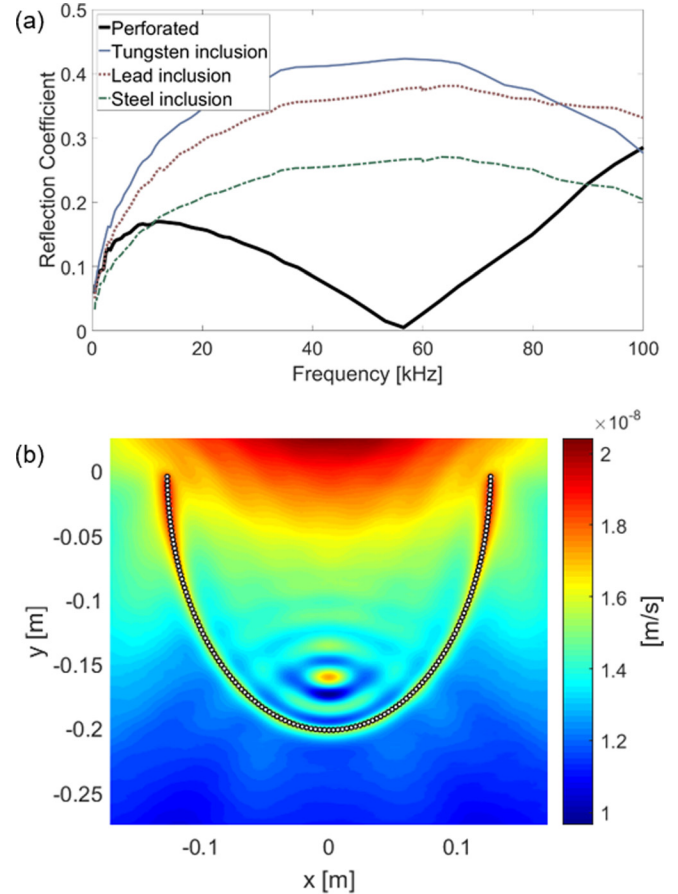 (a)
0.5
0.4
0.3
0.2
0.1
0
Reflection Coefficient
Perforated
Tungsten inclusion
Lead inclusion
Steel inclusion
0 20 40 60 80 100
Frequency [kHz]
(b)
0
-0.05
-0.1
-0.15
-0.2
-0.25
y [m]
-0.1 0 0.1
x [m]
×10-8
2
1.8
1.6
1.4
1.2
1
[m/s]